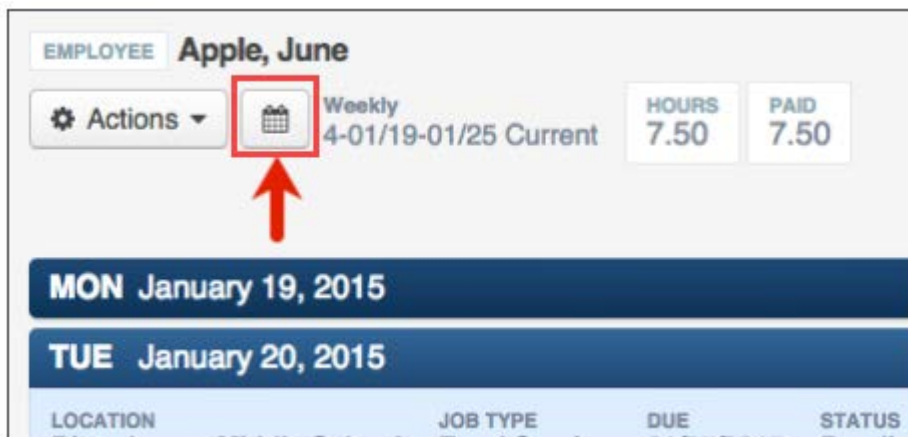 EMPLOYEE Apple, June
Actions
Weekly
4-01/19-01/25 Current
HOURS
7.50
PAID
7.50
MON January 19, 2015
TUE January 20, 2015
LOCATION JOB TYPE DUE STATUS